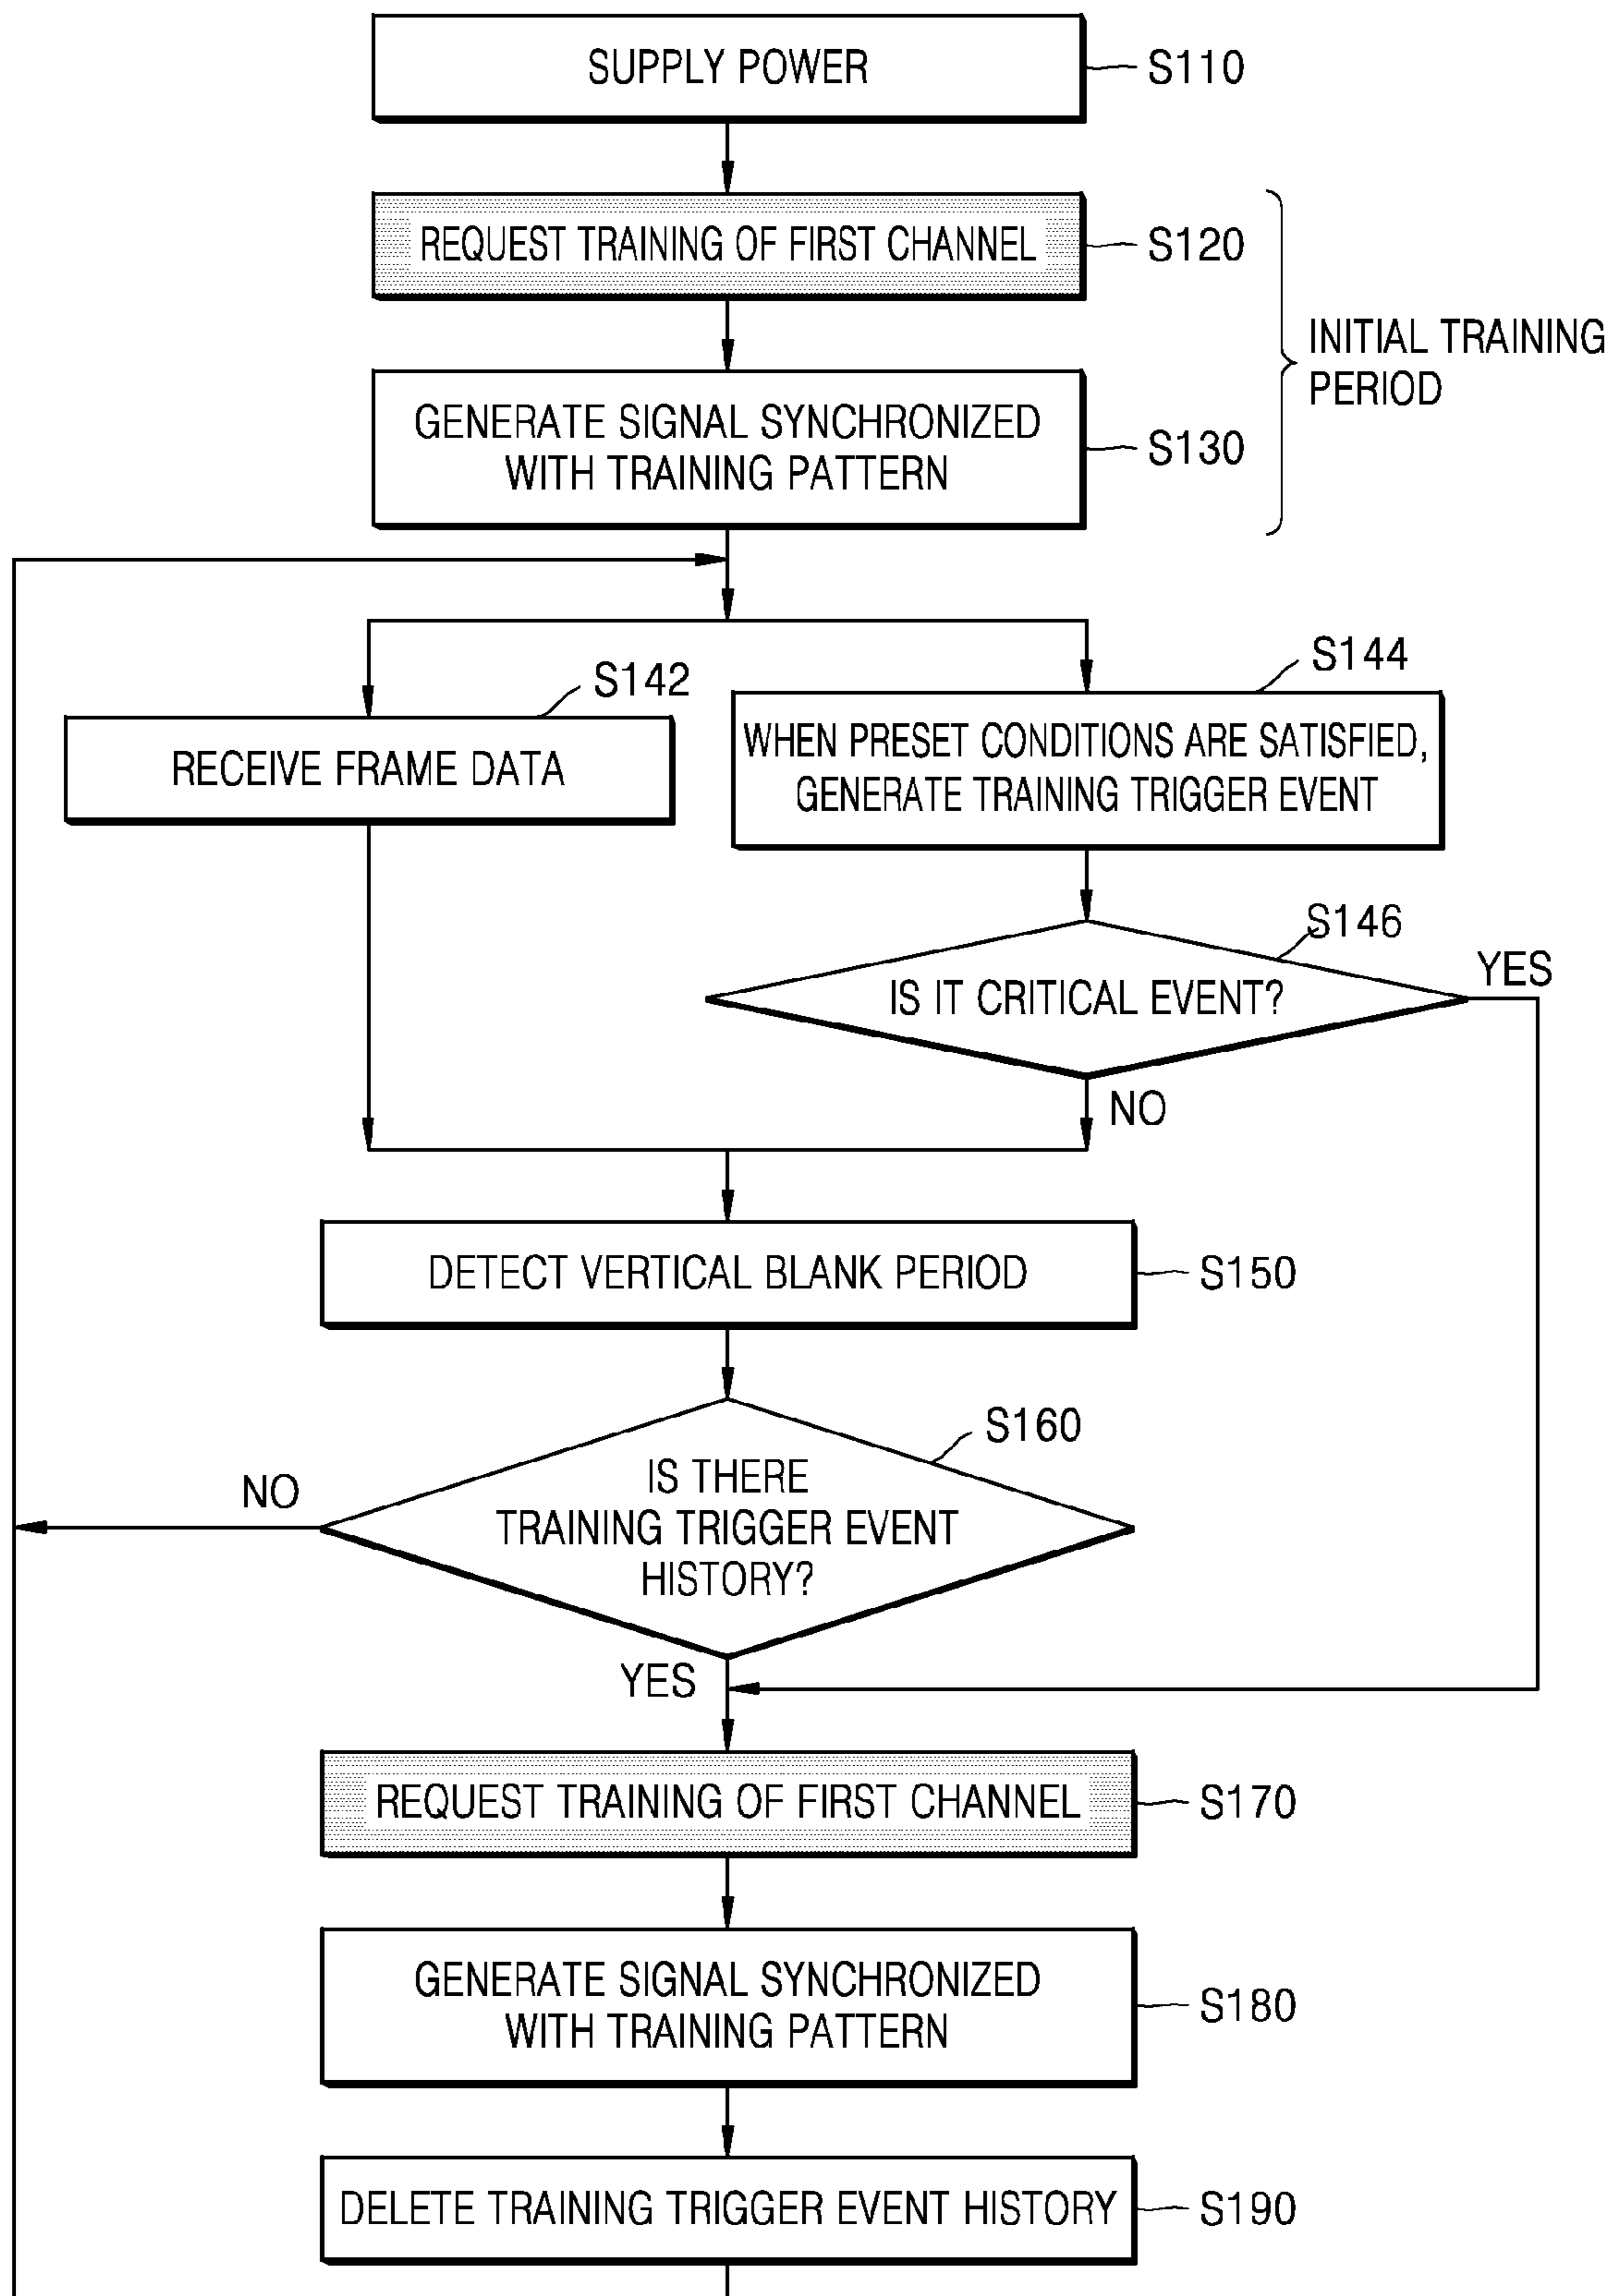 SUPPLY POWER
S110
REQUEST TRAINING OF FIRST CHANNEL
S120
INITIAL TRAINING
PERIOD
GENERATE SIGNAL SYNCHRONIZED
WITH TRAINING PATTERN
S130
S142
RECEIVE FRAME DATA
S144
WHEN PRESET CONDITIONS ARE SATISFIED,
GENERATE TRAINING TRIGGER EVENT
S146
IS IT CRITICAL EVENT?
YES
NO
DETECT VERTICAL BLANK PERIOD
S150
S160
IS THERE
TRAINING TRIGGER EVENT
HISTORY?
NO
YES
REQUEST TRAINING OF FIRST CHANNEL
S170
GENERATE SIGNAL SYNCHRONIZED
WITH TRAINING PATTERN
S180
DELETE TRAINING TRIGGER EVENT HISTORY
S190